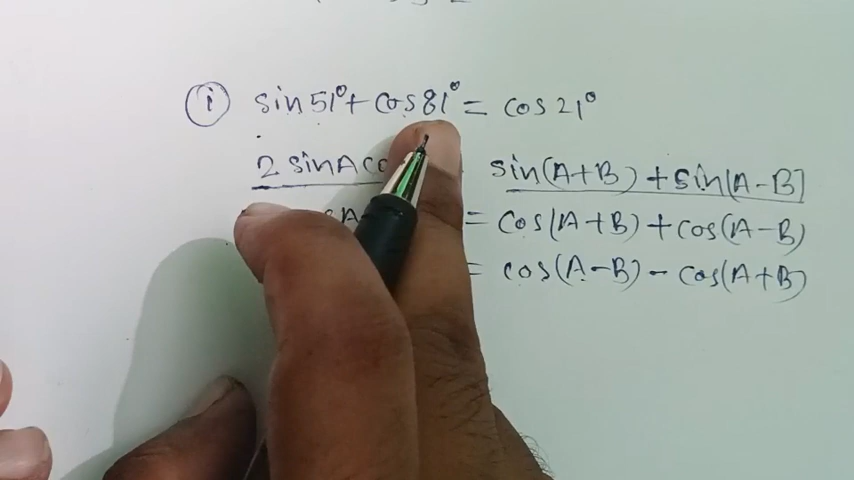 (i) sin51°+ cos81° = cos21°
2 sinA sin(A+B) + sin(A-B]
= cos(A+B) + cos(A-B)
= cos(A-B) - cos(A+B)